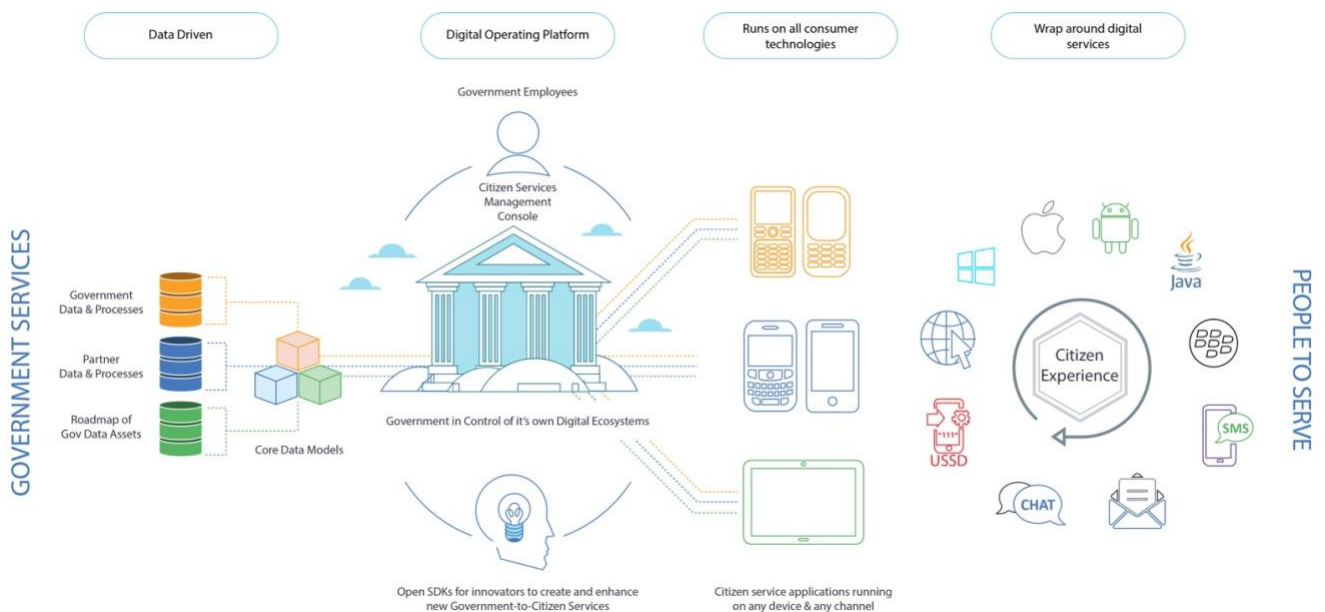 Data Driven
Digital Operating Platform
Runs on all consumer
technologies
Wrap around digital
services
GOVERNMENT SERVICES
Government
Data & Processes
Partner
Data & Processes
Roadmap of
Gov Data Assets
Core Data Models
Government Employees
Citizen Services
Management
Console
Government in Control of it's own Digital Ecosystems
Open SDKs for innovators to create and enhance
new Government-to-Citizen Services
Citizen service applications running
on any device & any channel
Java
Citizen
Experience
SMS
*111*
USSD
CHAT
PEOPLE TO SERVE